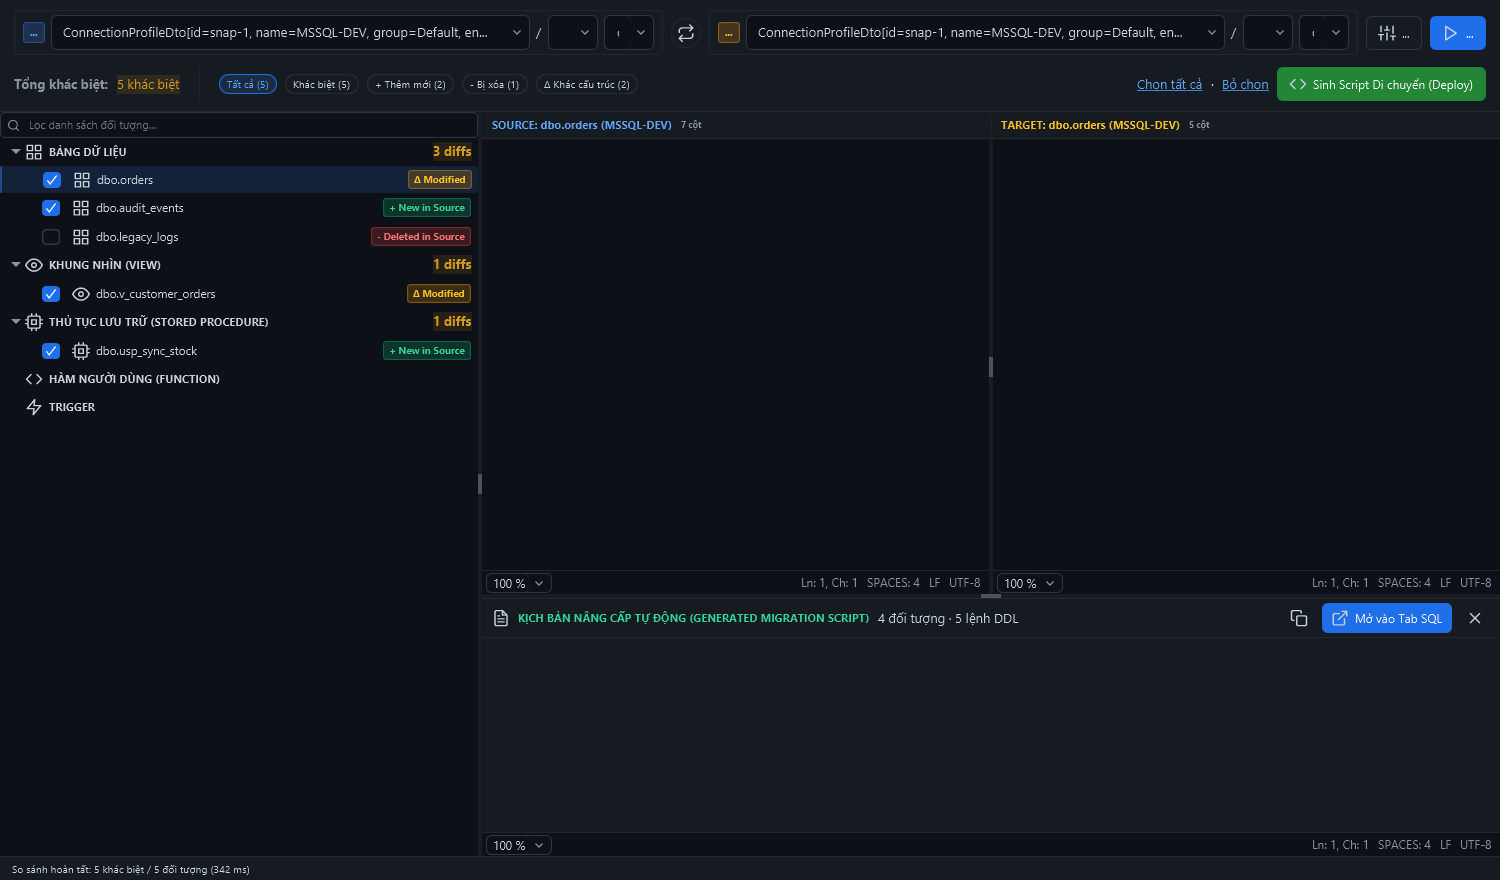 ... ConnectionProfileDto[id=snap-1, name=MSSQL-DEV, group=Default, en... /
... ConnectionProfileDto[id=snap-1, name=MSSQL-DEV, group=Default, en... / ... ...
Tổng khác biệt: 5 khác biệt Tất cả (5) Khác biệt (5) + Thêm mới (2) - Bị xóa (1) Δ Khác cấu trúc (2) Chọn tất cả · Bỏ chọn Sinh Script Di chuyển (Deploy)
Lọc danh sách đối tượng...
BẢNG DỮ LIỆU 3 diffs
dbo.orders Δ Modified
dbo.audit_events + New in Source
dbo.legacy_logs - Deleted in Source
KHUNG NHÌN (VIEW) 1 diffs
dbo.v_customer_orders Δ Modified
THỦ TỤC LƯU TRỮ (STORED PROCEDURE) 1 diffs
dbo.usp_sync_stock + New in Source
HÀM NGƯỜI DÙNG (FUNCTION)
TRIGGER
SOURCE: dbo.orders (MSSQL-DEV) 7 cột
TARGET: dbo.orders (MSSQL-DEV) 5 cột
100 % Ln: 1, Ch: 1 SPACES: 4 LF UTF-8
100 % Ln: 1, Ch: 1 SPACES: 4 LF UTF-8
KỊCH BẢN NÂNG CẤP TỰ ĐỘNG (GENERATED MIGRATION SCRIPT) 4 đối tượng · 5 lệnh DDL Mở vào Tab SQL
100 % Ln: 1, Ch: 1 SPACES: 4 LF UTF-8
So sánh hoàn tất: 5 khác biệt / 5 đối tượng (342 ms)